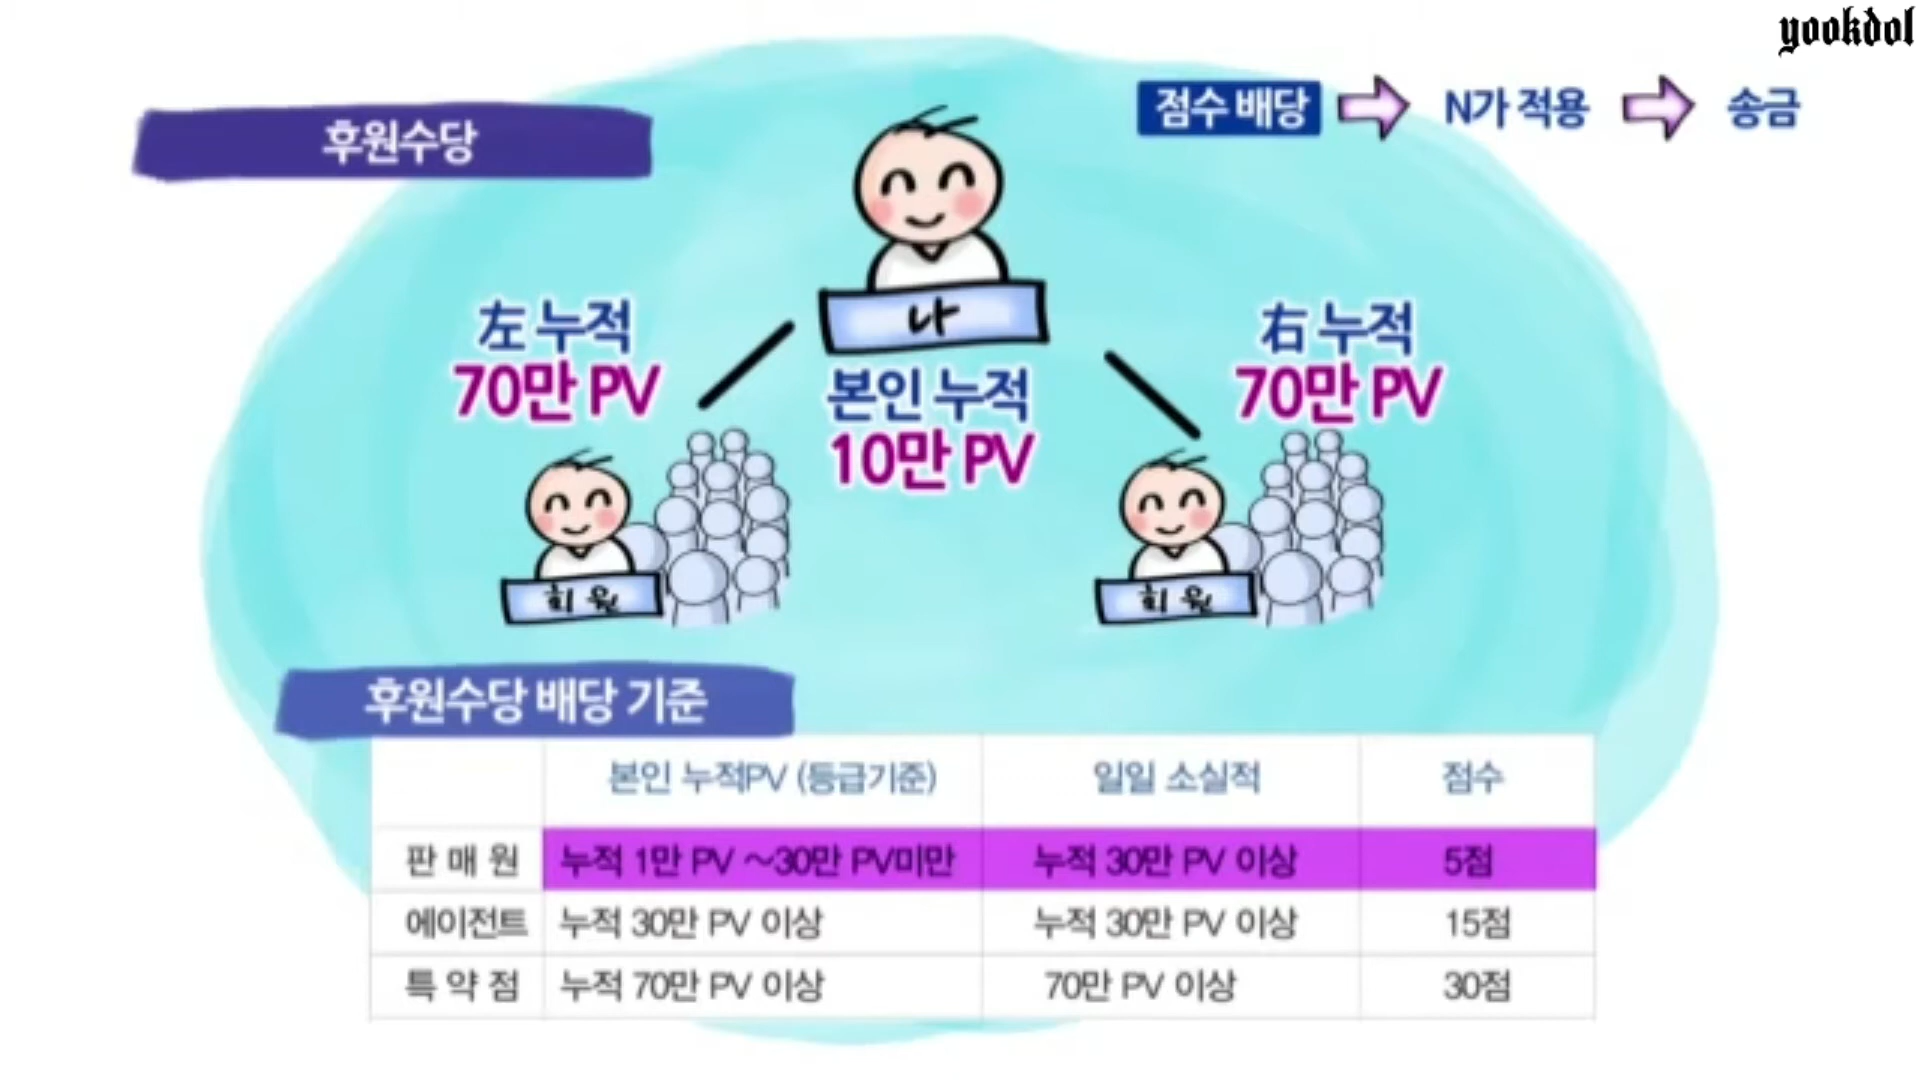 yookdol
후원수당
점수 배당
N가 적용
송금
나
左 누적
70만 PV
본인 누적
10만 PV
右 누적
70만 PV
회 원
회 원
후원수당 배당 기준
본인 누적PV (등급기준) 일일 소실적 점수
판 매 원 누적 1만 PV ~30만 PV미만 누적 30만 PV 이상 5점
에이전트 누적 30만 PV 이상 누적 30만 PV 이상 15점
특 약 점 누적 70만 PV 이상 70만 PV 이상 30점